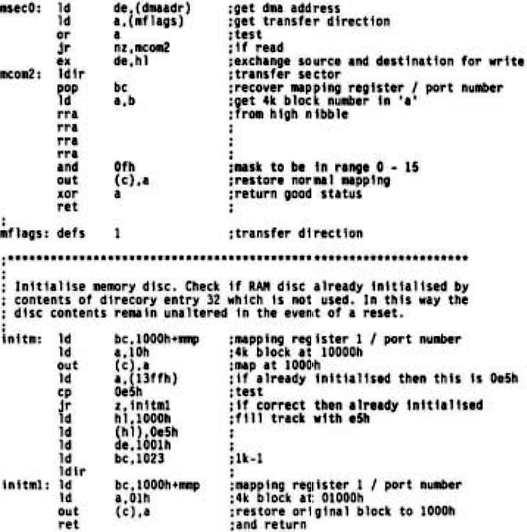 msec0: ld de,(dmaadr) ;get dma address
ld a,(mflags) ;get transfer direction
or a ;test
jr nz,mcom2 ;if read
ex de,hl ;exchange source and destination for write
mcom2: ldir ;transfer sector
pop bc ;recover mapping register / port number
ld a,b ;get 4k block number in 'a'
rra ;from high nibble
rra ;
rra ;
rra ;
and 0fh ;mask to be in range 0 - 15
out (c),a ;restore normal mapping
xor a ;return good status
ret ;
;
mflags: defs 1 ;transfer direction
;******************************************************************
;
; Initialise memory disc. Check if RAM disc already initialised by
; contents of direcory entry 32 which is not used. In this way the
; disc contents remain unaltered in the event of a reset.
;
initm: ld bc,1000h+mmp ;mapping register 1 / port number
ld a,10h ;4k block at 10000h
out (c),a ;map at 1000h
ld a,(13ffh) ;if already initialised then this is 0e5h
cp 0e5h ;test
jr z,initm1 ;if correct then already initialised
ld hl,1000h ;fill track with e5h
ld (hl),0e5h ;
ld de,1001h ;
ld bc,1023 ;1k-1
ldir ;
initm1: ld bc,1000h+mmp ;mapping register 1 / port number
ld a,01h ;4k block at 01000h
out (c),a ;restore original block to 1000h
ret ;and return